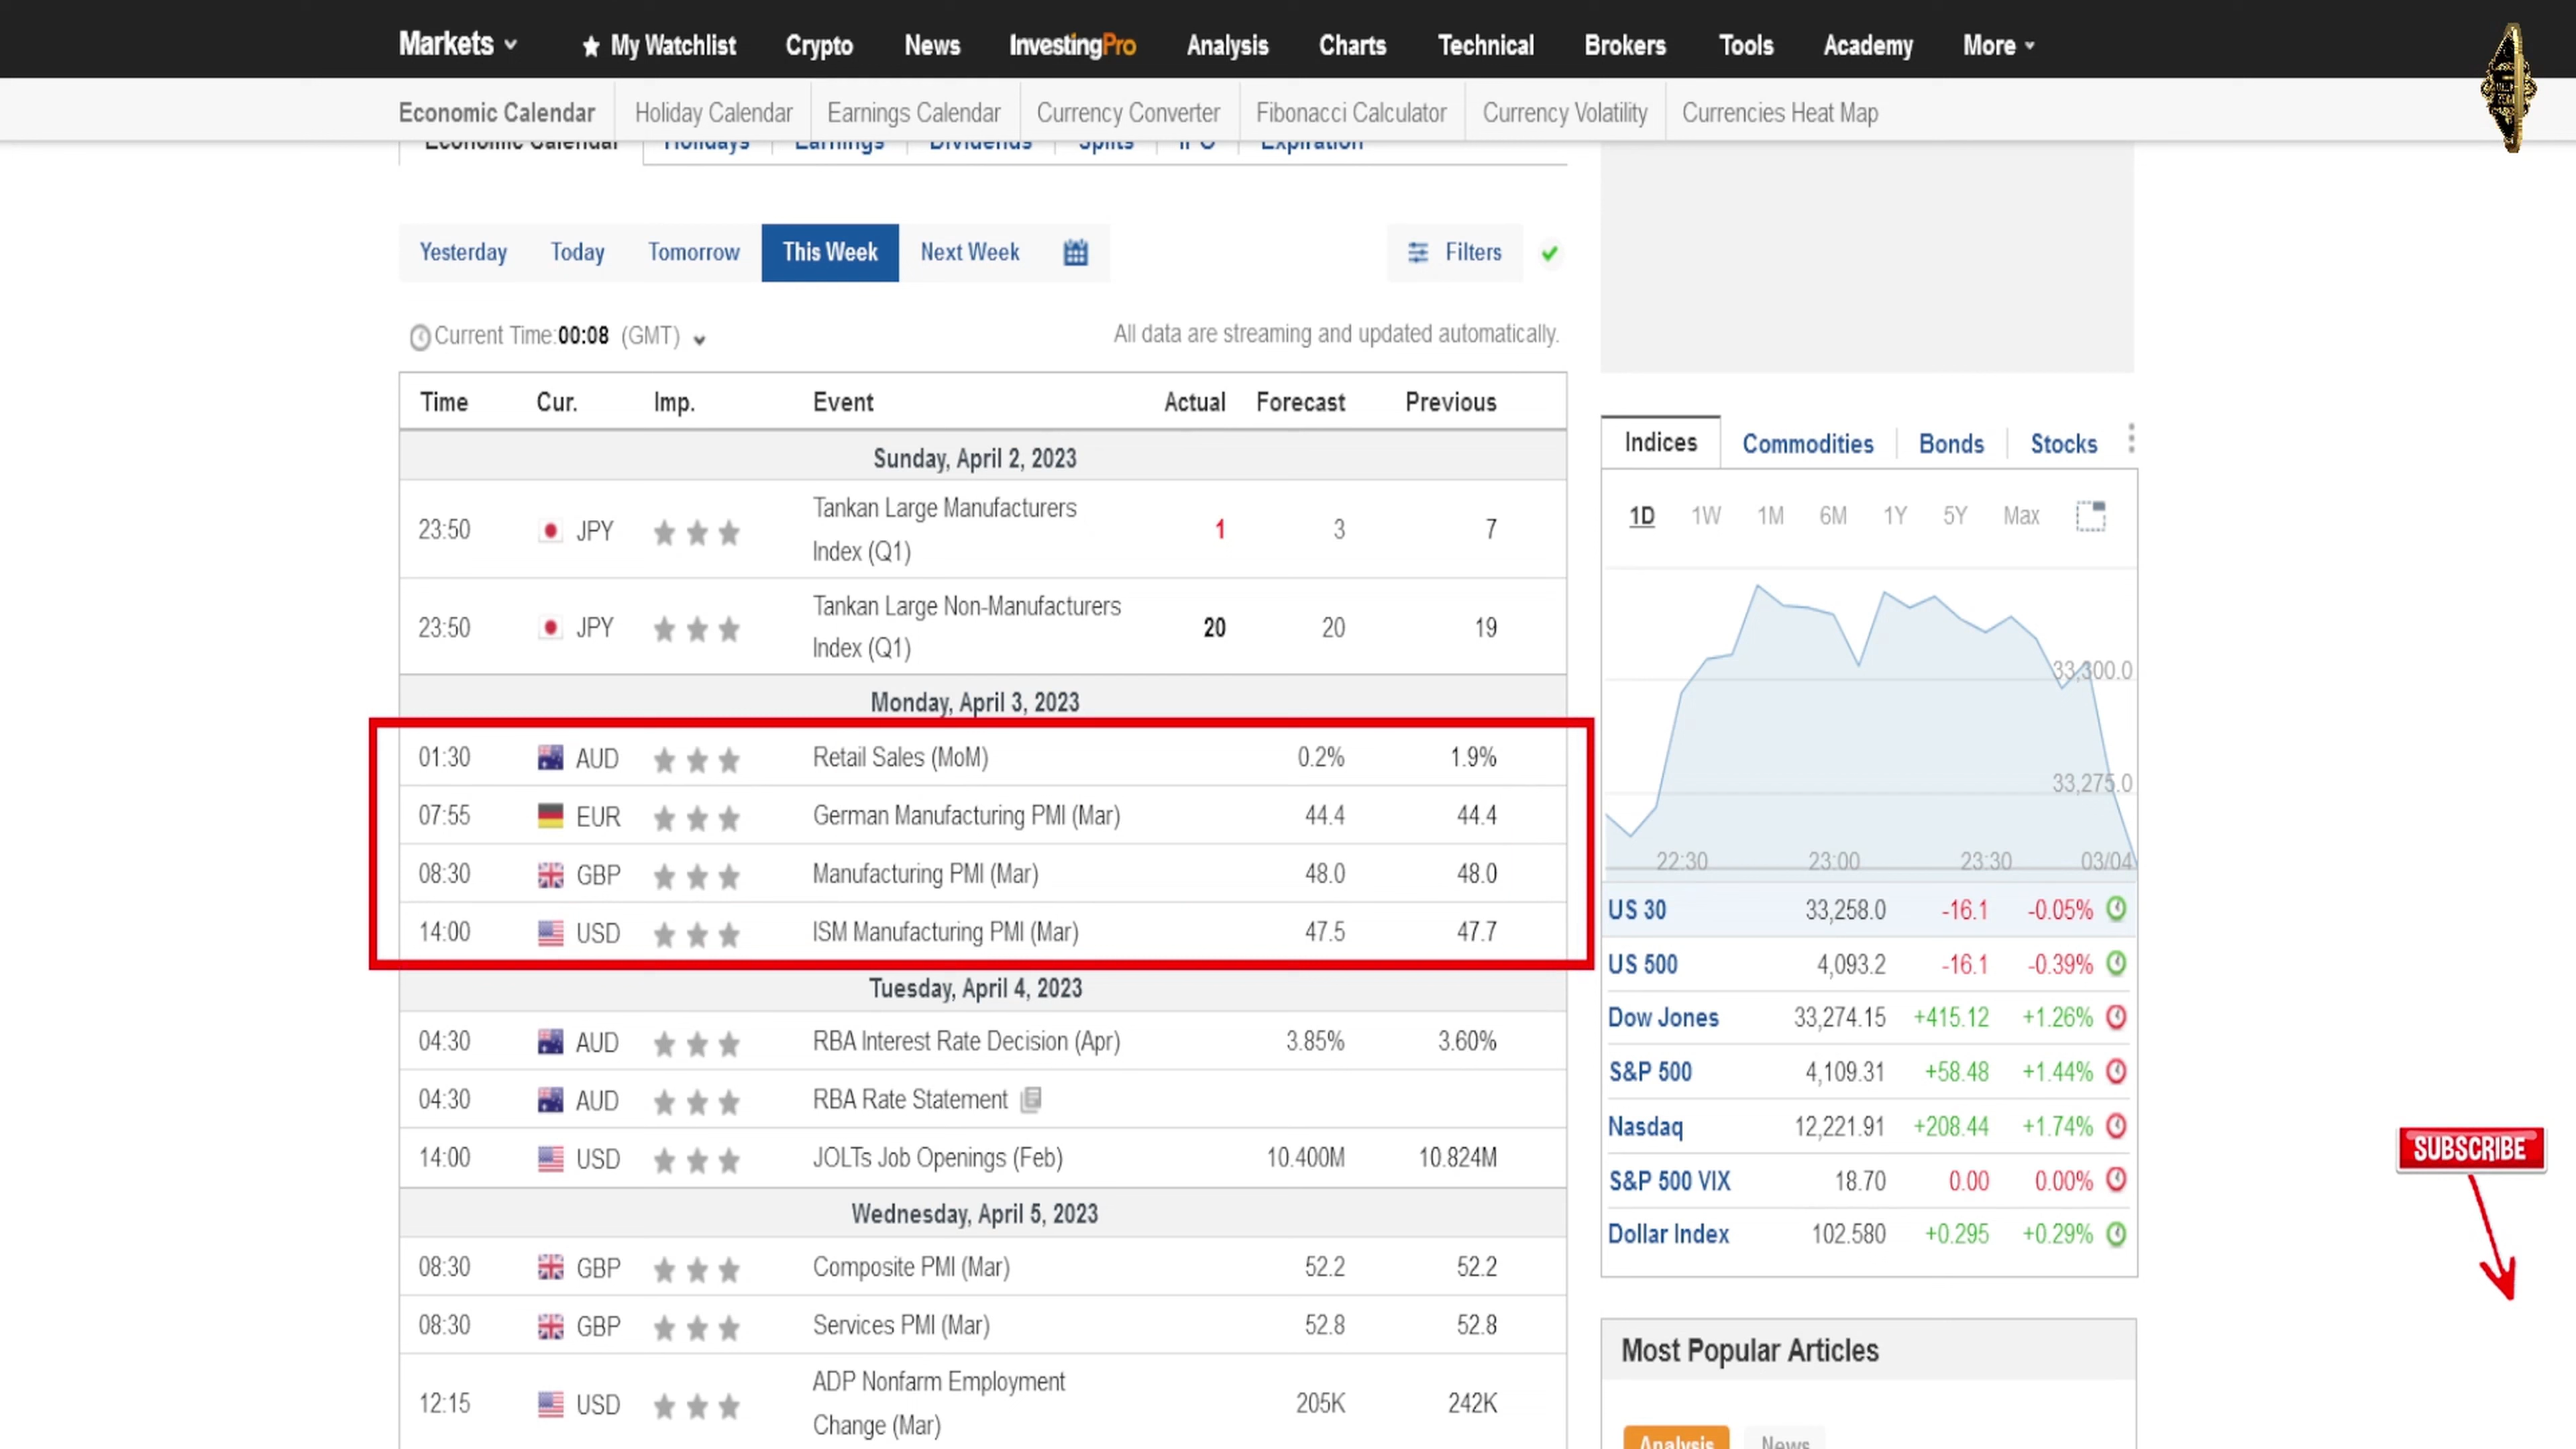 Markets My Watchlist Crypto News InvestingPro Analysis Charts Technical Brokers Tools Academy More
Economic Calendar Holiday Calendar Earnings Calendar Currency Converter Fibonacci Calculator Currency Volatility Currencies Heat Map
Economic Calendar Holidays Earnings Dividends Splits IPO Expiration
Yesterday Today Tomorrow This Week Next Week Filters
Current Time:00:08 (GMT) All data are streaming and updated automatically.
Time Cur. Imp. Event Actual Forecast Previous
Sunday, April 2, 2023
23:50 JPY Tankan Large Manufacturers
Index (Q1) 1 3 7
23:50 JPY Tankan Large Non-Manufacturers
Index (Q1) 20 20 19
Monday, April 3, 2023
01:30 AUD Retail Sales (MoM) 0.2% 1.9%
07:55 EUR German Manufacturing PMI (Mar) 44.4 44.4
08:30 GBP Manufacturing PMI (Mar) 48.0 48.0
14:00 USD ISM Manufacturing PMI (Mar) 47.5 47.7
Tuesday, April 4, 2023
04:30 AUD RBA Interest Rate Decision (Apr) 3.85% 3.60%
04:30 AUD RBA Rate Statement
14:00 USD JOLTs Job Openings (Feb) 10.400M 10.824M
Wednesday, April 5, 2023
08:30 GBP Composite PMI (Mar) 52.2 52.2
08:30 GBP Services PMI (Mar) 52.8 52.8
12:15 USD ADP Nonfarm Employment
Change (Mar) 205K 242K
Indices Commodities Bonds Stocks
1D 1W 1M 6M 1Y 5Y Max
33,300.0
33,275.0
22:30 23:00 23:30 03/04
US 30 33,258.0 -16.1 -0.05%
US 500 4,093.2 -16.1 -0.39%
Dow Jones 33,274.15 +415.12 +1.26%
S&P 500 4,109.31 +58.48 +1.44%
Nasdaq 12,221.91 +208.44 +1.74%
S&P 500 VIX 18.70 0.00 0.00%
Dollar Index 102.580 +0.295 +0.29%
Most Popular Articles
Analysis News
SUBSCRIBE